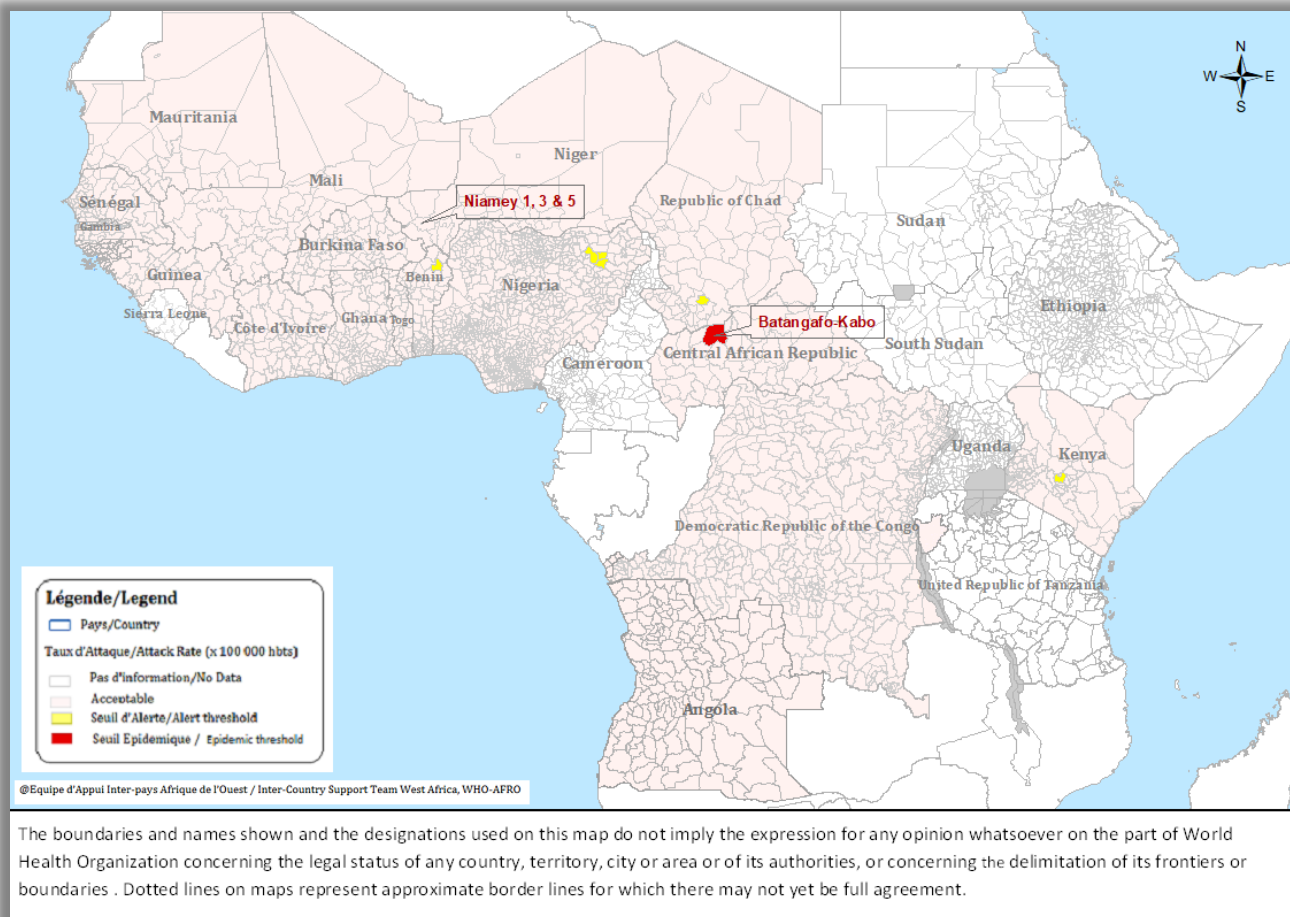 N
W E
S
Mauritania
Niger
Mali
Niamey 1, 3 & 5
Republic of Chad
Sénégal
Gambia
Sudan
Burkina Faso
Guinea
Benin
Nigeria
Ethiopia
Sierra Leone
Côte d'Ivoire
Ghana
Togo
Batangafo-Kabo
South Sudan
Central African Republic
Cameroon
Uganda
Kenya
Democratic Republic of the Congo
United Republic of Tanzania
Angola
Légende/Legend
Pays/Country
Taux d'Attaque/Attack Rate (x 100 000 hbts)
Pas d'information/No Data
Acceptable
Seuil d'Alerte/Alert threshold
Seuil Epidemique / Epidemic threshold
@Equipe d'Appui Inter-pays Afrique de l'Ouest / Inter-Country Support Team West Africa, WHO-AFRO
The boundaries and names shown and the designations used on this map do not imply the expression for any opinion whatsoever on the part of World
Health Organization concerning the legal status of any country, territory, city or area or of its authorities, or concerning the delimitation of its frontiers or
boundaries . Dotted lines on maps represent approximate border lines for which there may not yet be full agreement.